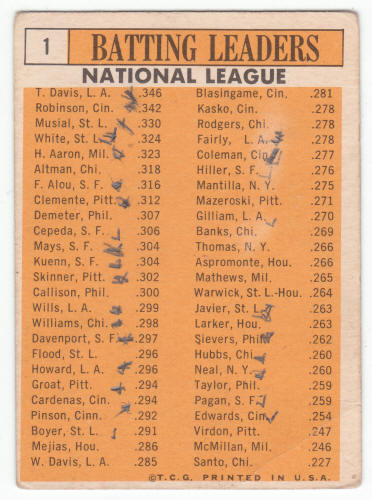 1 BATTING LEADERS
NATIONAL LEAGUE
T. Davis, L. A. .346
Robinson, Cin. .342
Musial, St. L. .330
White, St. L. .324
H. Aaron, Mil. .323
Altman, Chi. .318
F. Alou, S. F. .316
Clemente, Pitt. .312
Demeter, Phil. .307
Cepeda, S. F. .306
Mays, S. F. .304
Kuenn, S. F. .304
Skinner, Pitt. .302
Callison, Phil. .300
Wills, L. A. .299
Williams, Chi. .298
Davenport, S. F. .297
Flood, St. L. .296
Howard, L. A. .296
Groat, Pitt. .294
Cardenas, Cin. .294
Pinson, Cinn. .292
Boyer, St. L. .291
Mejias, Hou. .286
W. Davis, L. A. .285
Blasingame, Cin. .281
Kasko, Cin. .278
Rodgers, Chi. .278
Fairly, L. A. .278
Coleman, Cin. .277
Hiller, S. F. .276
Mantilla, N. Y. .275
Mazeroski, Pitt. .271
Gilliam, L. A. .270
Banks, Chi. .269
Thomas, N. Y. .266
Aspromonte, Hou. .266
Mathews, Mil. .265
Warwick, St. L.-Hou. .264
Javier, St. L. .263
Larker, Hou. .263
Sievers, Phil. .262
Hubbs, Chi. .260
Neal, N. Y. .260
Taylor, Phil. .259
Pagan, S. F. .259
Edwards, Cin. .254
Virdon, Pitt. .247
McMillan, Mil. .246
Santo, Chi. .227
©T.C.G. PRINTED IN U.S.A.